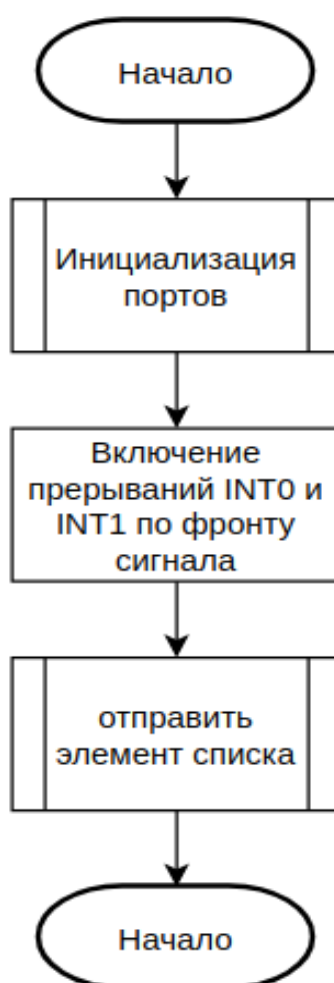 Начало
Инициализация
портов
Включение
прерываний INT0 и
INT1 по фронту
сигнала
отправить
элемент списка
Начало